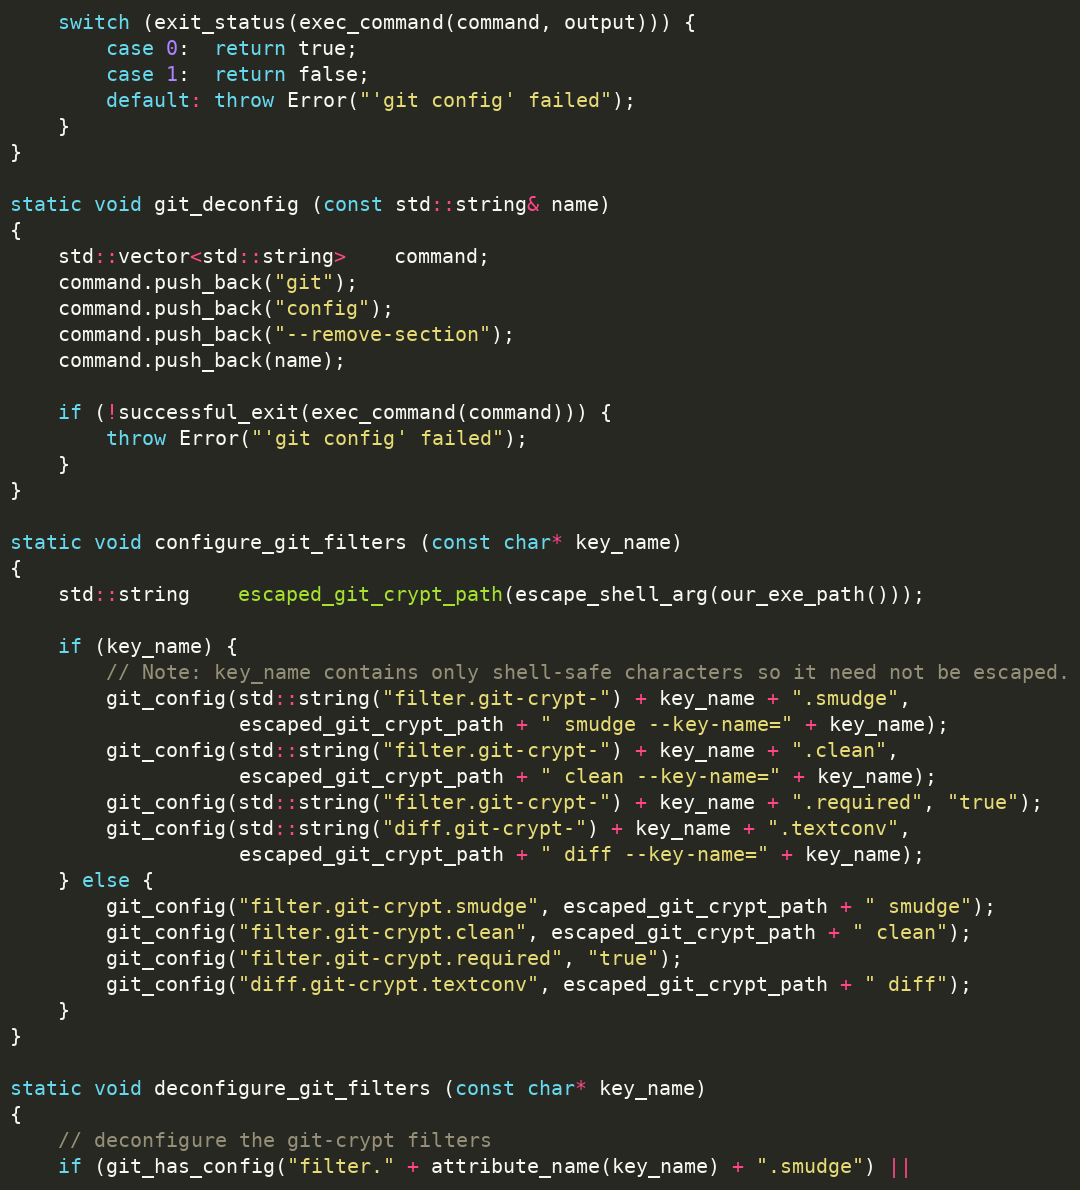 switch (exit_status(exec_command(command, output))) {
        case 0:  return true;
        case 1:  return false;
        default: throw Error("'git config' failed");
    }
}

static void git_deconfig (const std::string& name)
{
    std::vector<std::string>    command;
    command.push_back("git");
    command.push_back("config");
    command.push_back("--remove-section");
    command.push_back(name);

    if (!successful_exit(exec_command(command))) {
        throw Error("'git config' failed");
    }
}

static void configure_git_filters (const char* key_name)
{
    std::string    escaped_git_crypt_path(escape_shell_arg(our_exe_path()));

    if (key_name) {
        // Note: key_name contains only shell-safe characters so it need not be escaped.
        git_config(std::string("filter.git-crypt-") + key_name + ".smudge",
                   escaped_git_crypt_path + " smudge --key-name=" + key_name);
        git_config(std::string("filter.git-crypt-") + key_name + ".clean",
                   escaped_git_crypt_path + " clean --key-name=" + key_name);
        git_config(std::string("filter.git-crypt-") + key_name + ".required", "true");
        git_config(std::string("diff.git-crypt-") + key_name + ".textconv",
                   escaped_git_crypt_path + " diff --key-name=" + key_name);
    } else {
        git_config("filter.git-crypt.smudge", escaped_git_crypt_path + " smudge");
        git_config("filter.git-crypt.clean", escaped_git_crypt_path + " clean");
        git_config("filter.git-crypt.required", "true");
        git_config("diff.git-crypt.textconv", escaped_git_crypt_path + " diff");
    }
}

static void deconfigure_git_filters (const char* key_name)
{
    // deconfigure the git-crypt filters
    if (git_has_config("filter." + attribute_name(key_name) + ".smudge") ||